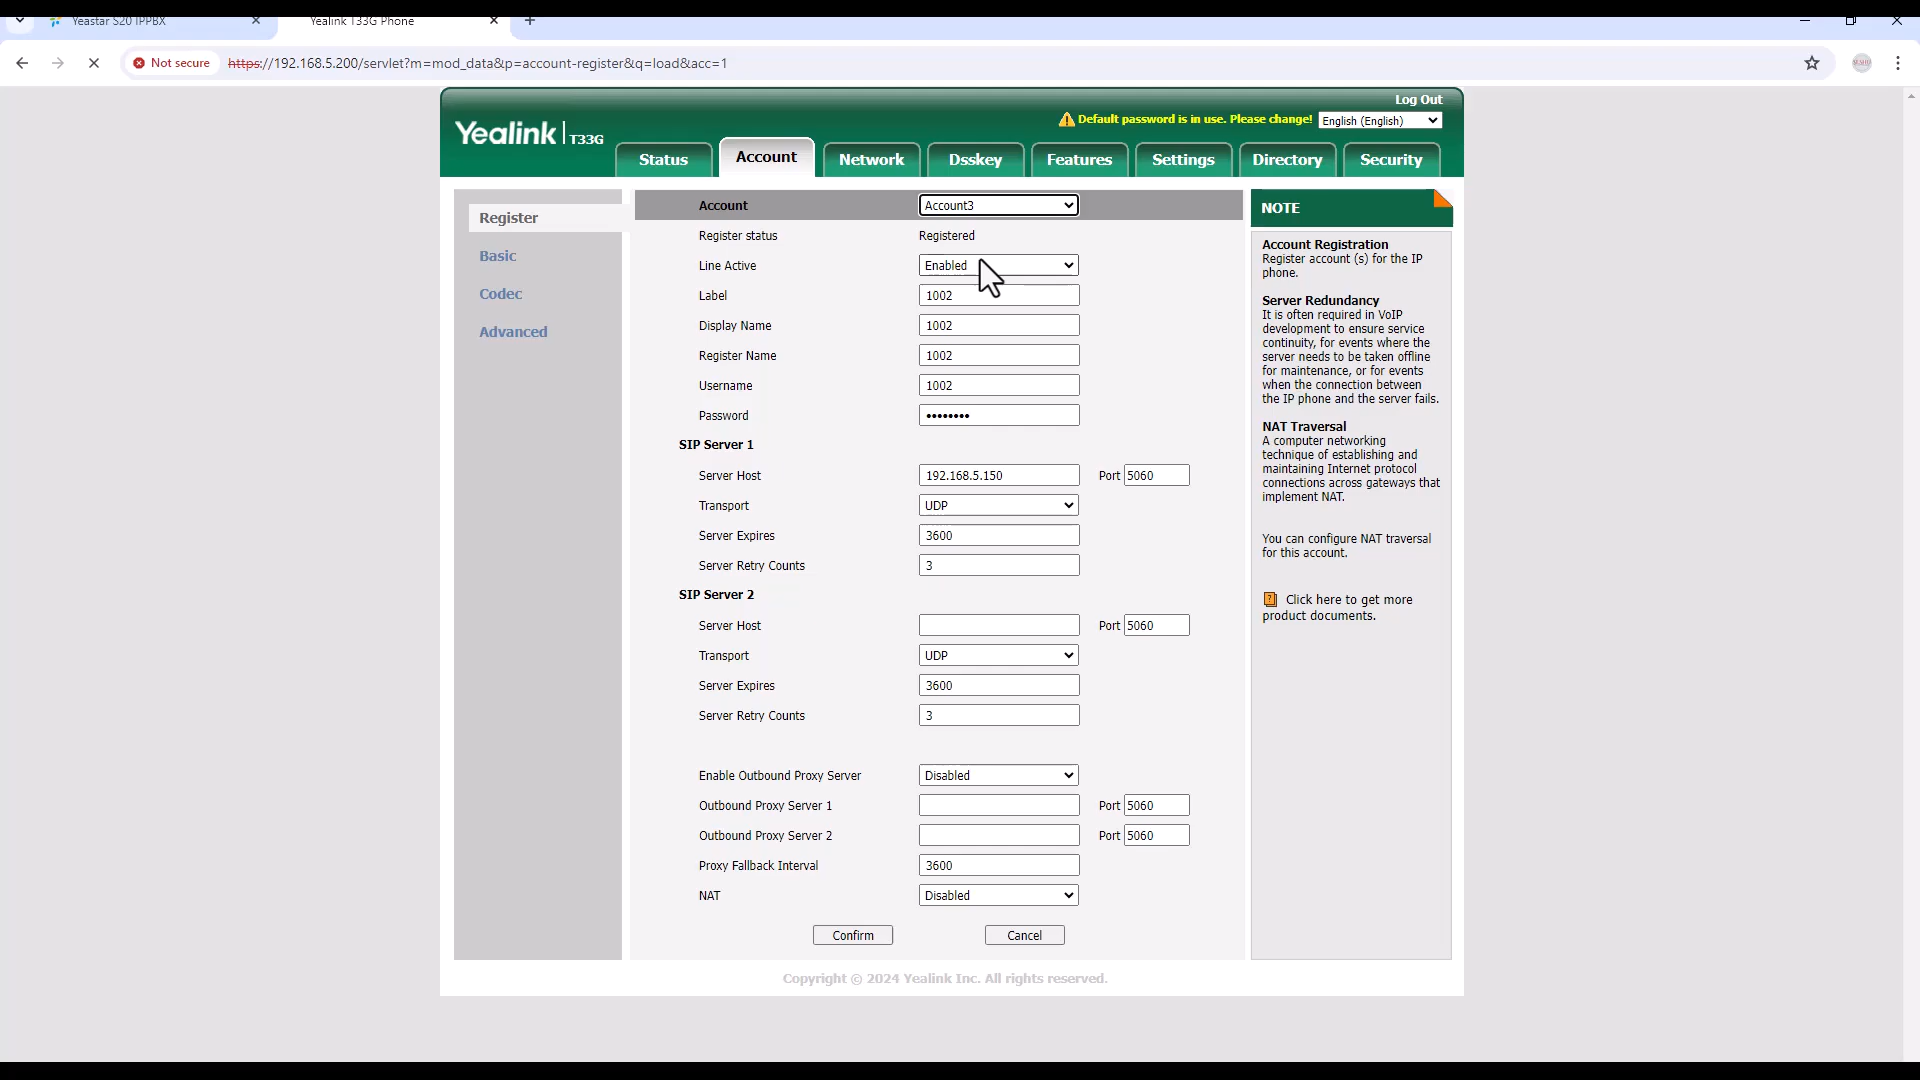 Yeastar S20 IPPBX
Yealink T33G Phone
Not secure
https://192.168.5.200/servlet?m=mod_data&p=account-register&q=load&acc=1
Log Out
Default password is in use. Please change!
English (English)
Yealink | T33G
Status
Account
Network
Dsskey
Features
Settings
Directory
Security
Register
Basic
Codec
Advanced
Account Account3
Register status Registered
Line Active Enabled
Label 1002
Display Name 1002
Register Name 1002
Username 1002
Password ••••••••
SIP Server 1
Server Host 192.168.5.150 Port 5060
Transport UDP
Server Expires 3600
Server Retry Counts 3
SIP Server 2
Server Host Port 5060
Transport UDP
Server Expires 3600
Server Retry Counts 3
Enable Outbound Proxy Server Disabled
Outbound Proxy Server 1 Port 5060
Outbound Proxy Server 2 Port 5060
Proxy Fallback Interval 3600
NAT Disabled
Confirm Cancel
NOTE
Account Registration
Register account (s) for the IP
phone.
Server Redundancy
It is often required in VoIP
development to ensure service
continuity, for events where the
server needs to be taken offline
for maintenance, or for events
when the connection between
the IP phone and the server fails.
NAT Traversal
A computer networking
technique of establishing and
maintaining Internet protocol
connections across gateways that
implement NAT.
You can configure NAT traversal
for this account.
Click here to get more
product documents.
Copyright © 2024 Yealink Inc. All rights reserved.